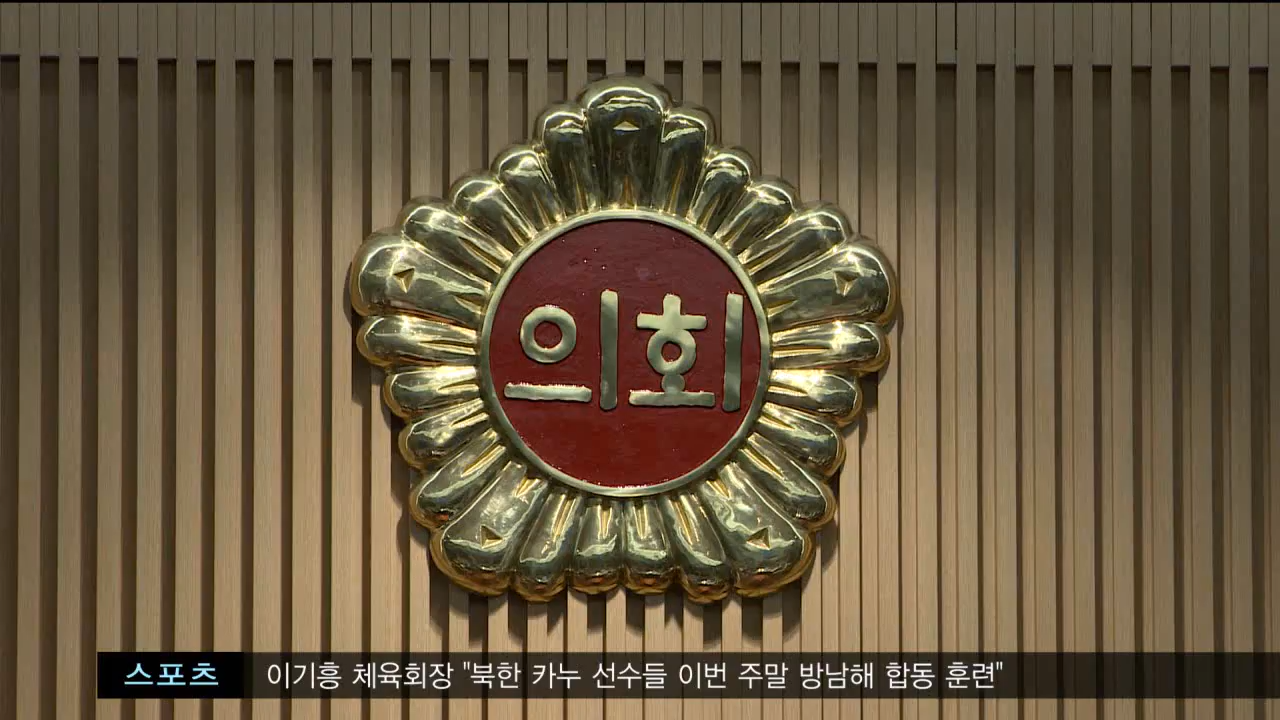 의회
스포츠 이기흥 체육회장 "북한 카누 선수들 이번 주말 방남해 합동 훈련"